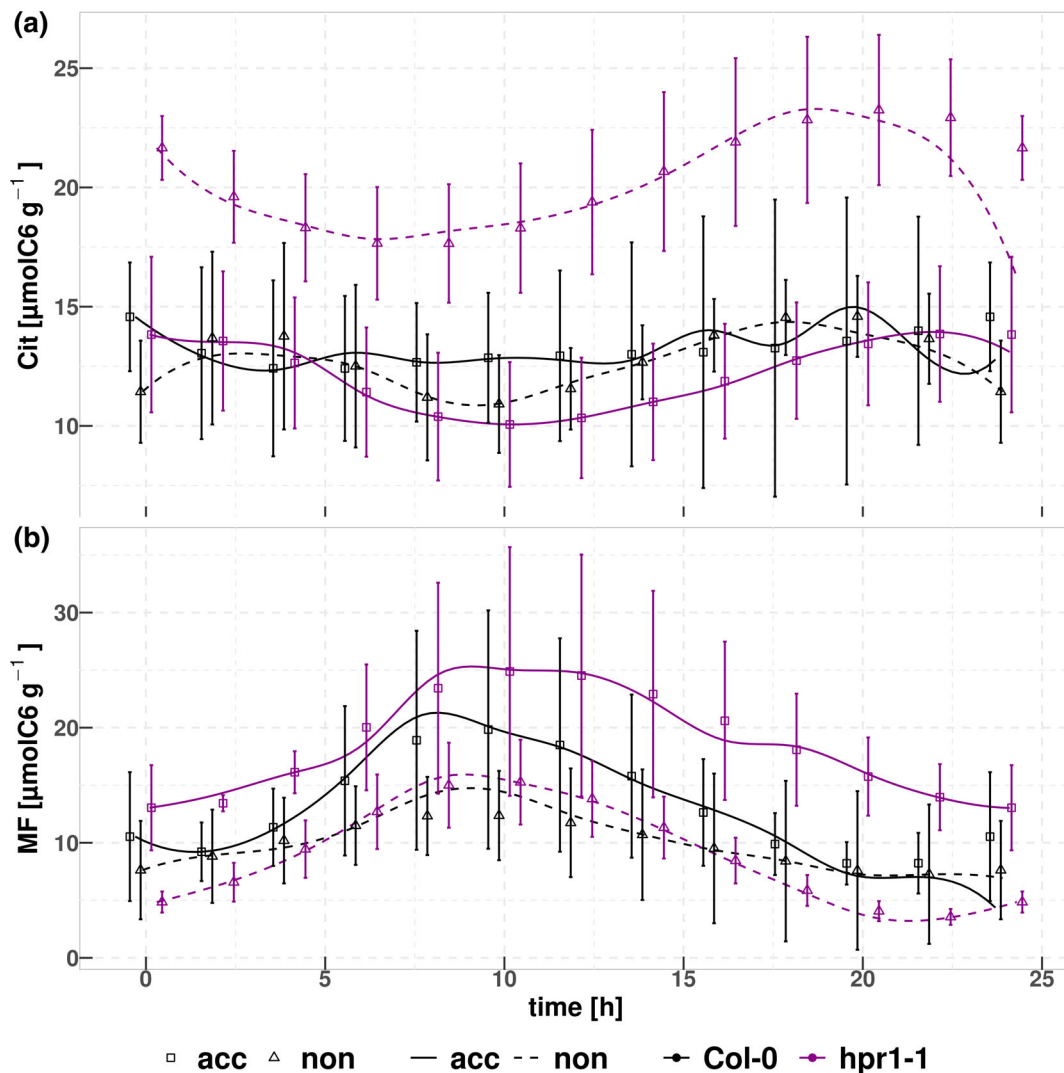 (a)
Cit [µmolC6 g⁻¹]
25
20
15
10
(b)
MF [µmolC6 g⁻¹]
30
20
10
0
0 5 10 15 20 25
time [h]
acc non acc non Col-0 hpr1-1